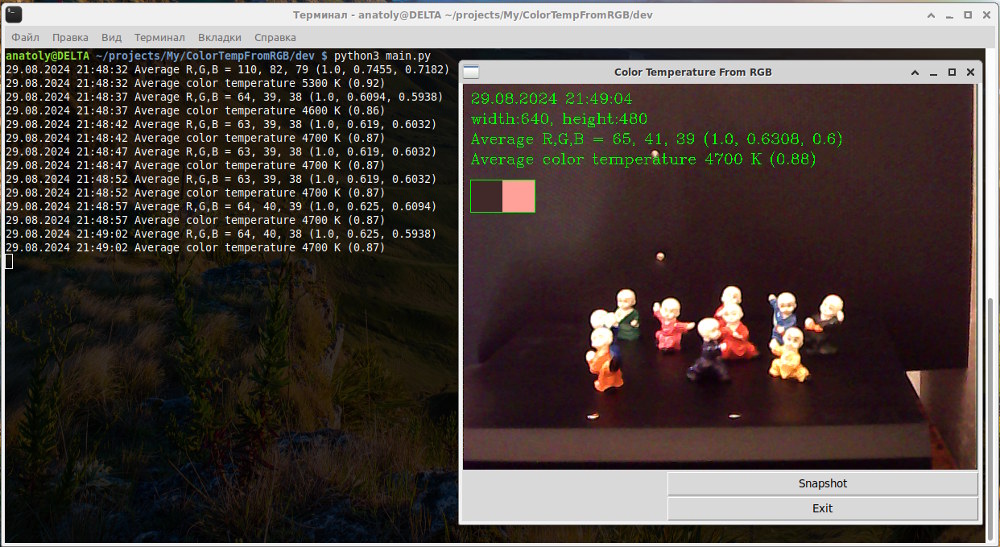 Терминал - anatoly@DELTA ~/projects/My/ColorTempFromRGB/dev
Файл Правка Вид Терминал Вкладки Справка
anatoly@DELTA ~/projects/My/ColorTempFromRGB/dev $ python3 main.py
29.08.2024 21:48:32 Average R,G,B = 110, 82, 79 (1.0, 0.7455, 0.7182)
29.08.2024 21:48:32 Average color temperature 5300 K (0.92)
29.08.2024 21:48:37 Average R,G,B = 64, 39, 38 (1.0, 0.6094, 0.5938)
29.08.2024 21:48:37 Average color temperature 4600 K (0.86)
29.08.2024 21:48:42 Average R,G,B = 63, 39, 38 (1.0, 0.619, 0.6032)
29.08.2024 21:48:42 Average color temperature 4700 K (0.87)
29.08.2024 21:48:47 Average R,G,B = 63, 39, 38 (1.0, 0.619, 0.6032)
29.08.2024 21:48:47 Average color temperature 4700 K (0.87)
29.08.2024 21:48:52 Average R,G,B = 63, 39, 38 (1.0, 0.619, 0.6032)
29.08.2024 21:48:52 Average color temperature 4700 K (0.87)
29.08.2024 21:48:57 Average R,G,B = 64, 40, 39 (1.0, 0.625, 0.6094)
29.08.2024 21:48:57 Average color temperature 4700 K (0.87)
29.08.2024 21:49:02 Average R,G,B = 64, 40, 38 (1.0, 0.625, 0.5938)
29.08.2024 21:49:02 Average color temperature 4700 K (0.87)
Color Temperature From RGB
29.08.2024 21:49:04
width:640, height:480
Average R,G,B = 65, 41, 39 (1.0, 0.6308, 0.6)
Average color temperature 4700 K (0.88)
Snapshot
Exit